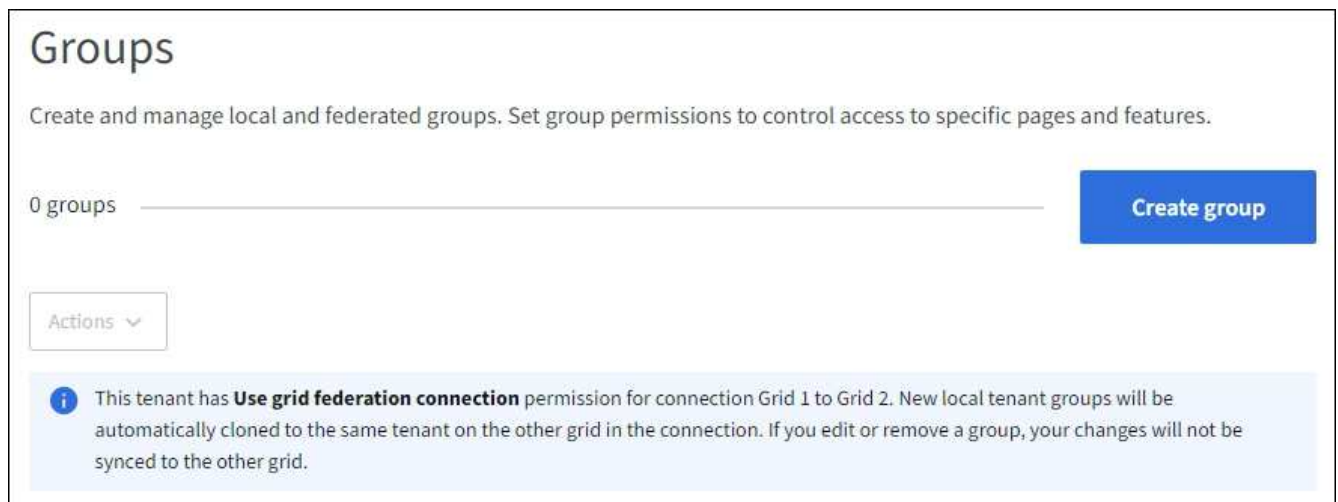 Groups
Create and manage local and federated groups. Set group permissions to control access to specific pages and features.
0 groups
Create group
Actions
This tenant has Use grid federation connection permission for connection Grid 1 to Grid 2. New local tenant groups will be
automatically cloned to the same tenant on the other grid in the connection. If you edit or remove a group, your changes will not be
synced to the other grid.